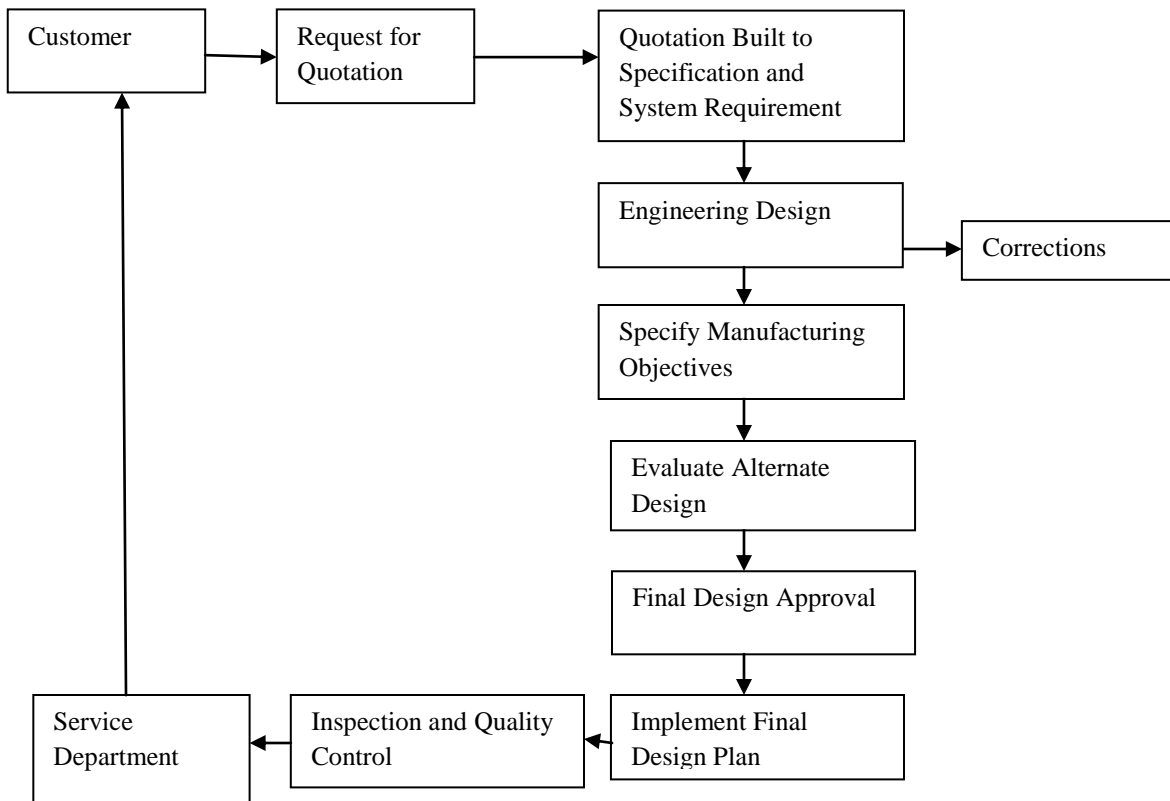 Customer
Request for
Quotation
Quotation Built to
Specification and
System Requirement
Engineering Design
Corrections
Specify Manufacturing
Objectives
Evaluate Alternate
Design
Final Design Approval
Implement Final
Design Plan
Inspection and Quality
Control
Service
Department